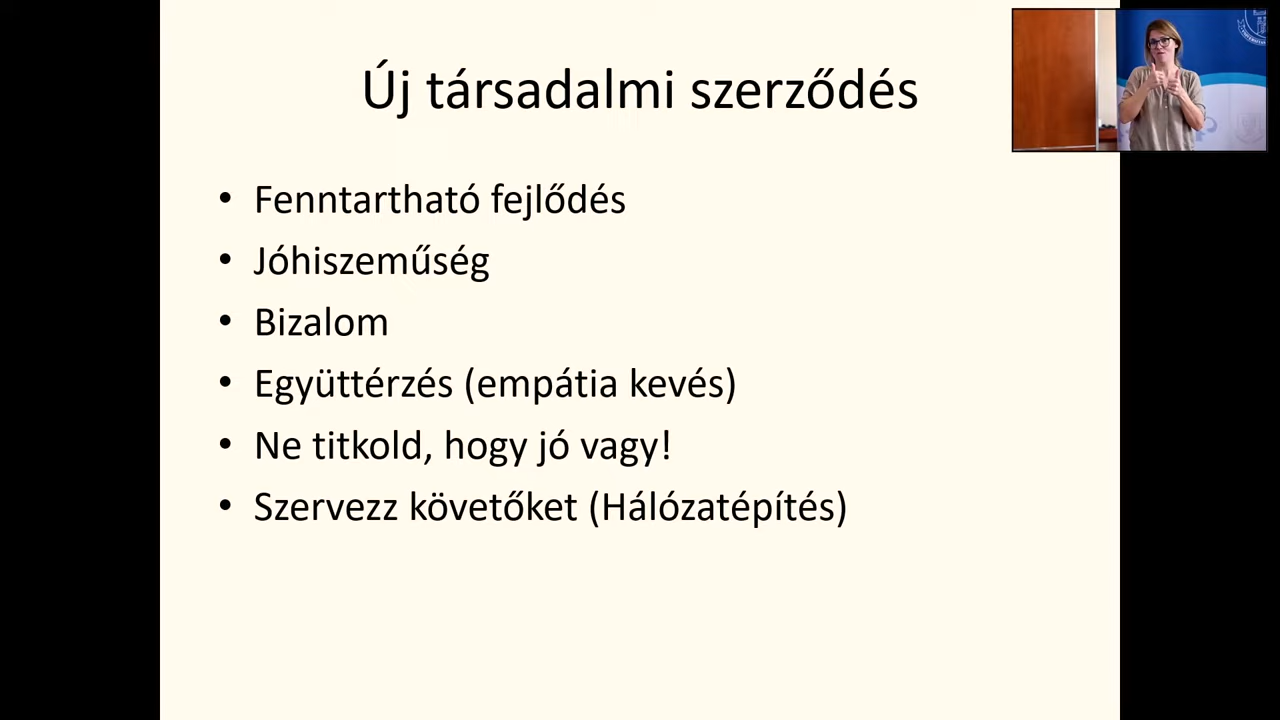 Új társadalmi szerződés
• Fenntartható fejlődés
• Jóhiszeműség
• Bizalom
• Együttérzés (empátia kevés)
• Ne titkold, hogy jó vagy!
• Szervezz követőket (Hálózatépítés)